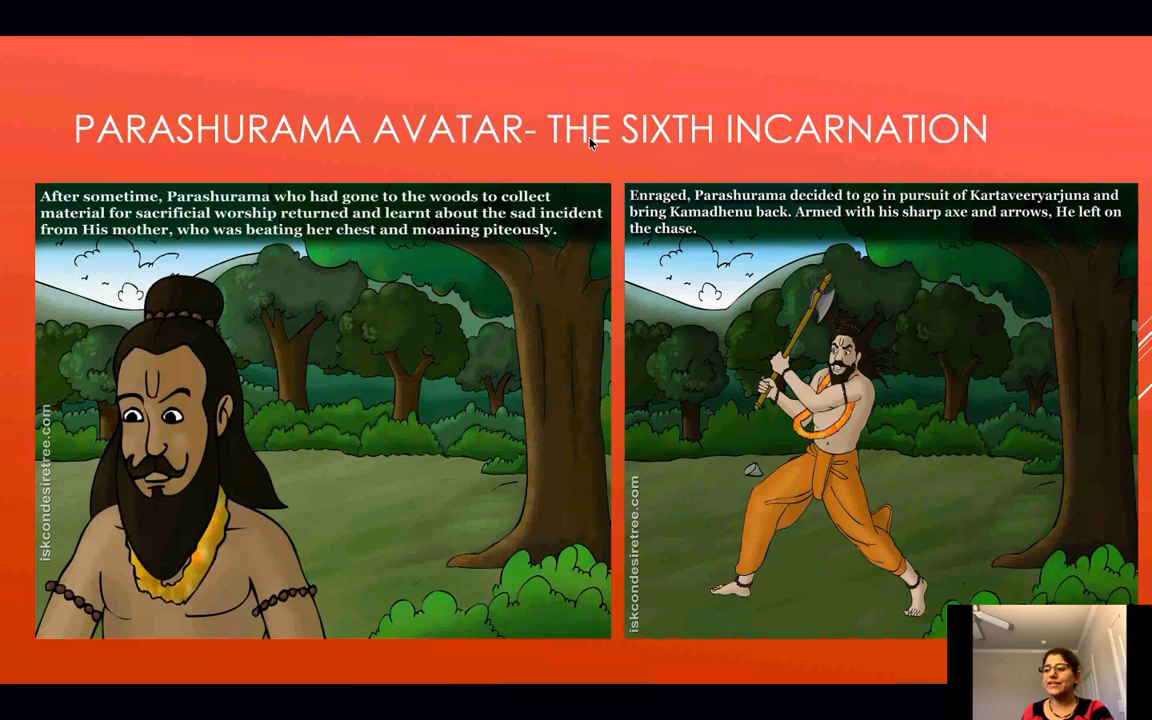 PARASHURAMA AVATAR- THE SIXTH INCARNATION
After sometime, Parashurama who had gone to the woods to collect
material for sacrificial worship returned and learnt about the sad incident
from His mother, who was beating her chest and moaning piteously.
iskcondesiretree.com
Enraged, Parashurama decided to go in pursuit of Kartaveeryarjuna and
bring Kamadhenu back. Armed with his sharp axe and arrows, He left on
the chase.
iskcondesiretree.com